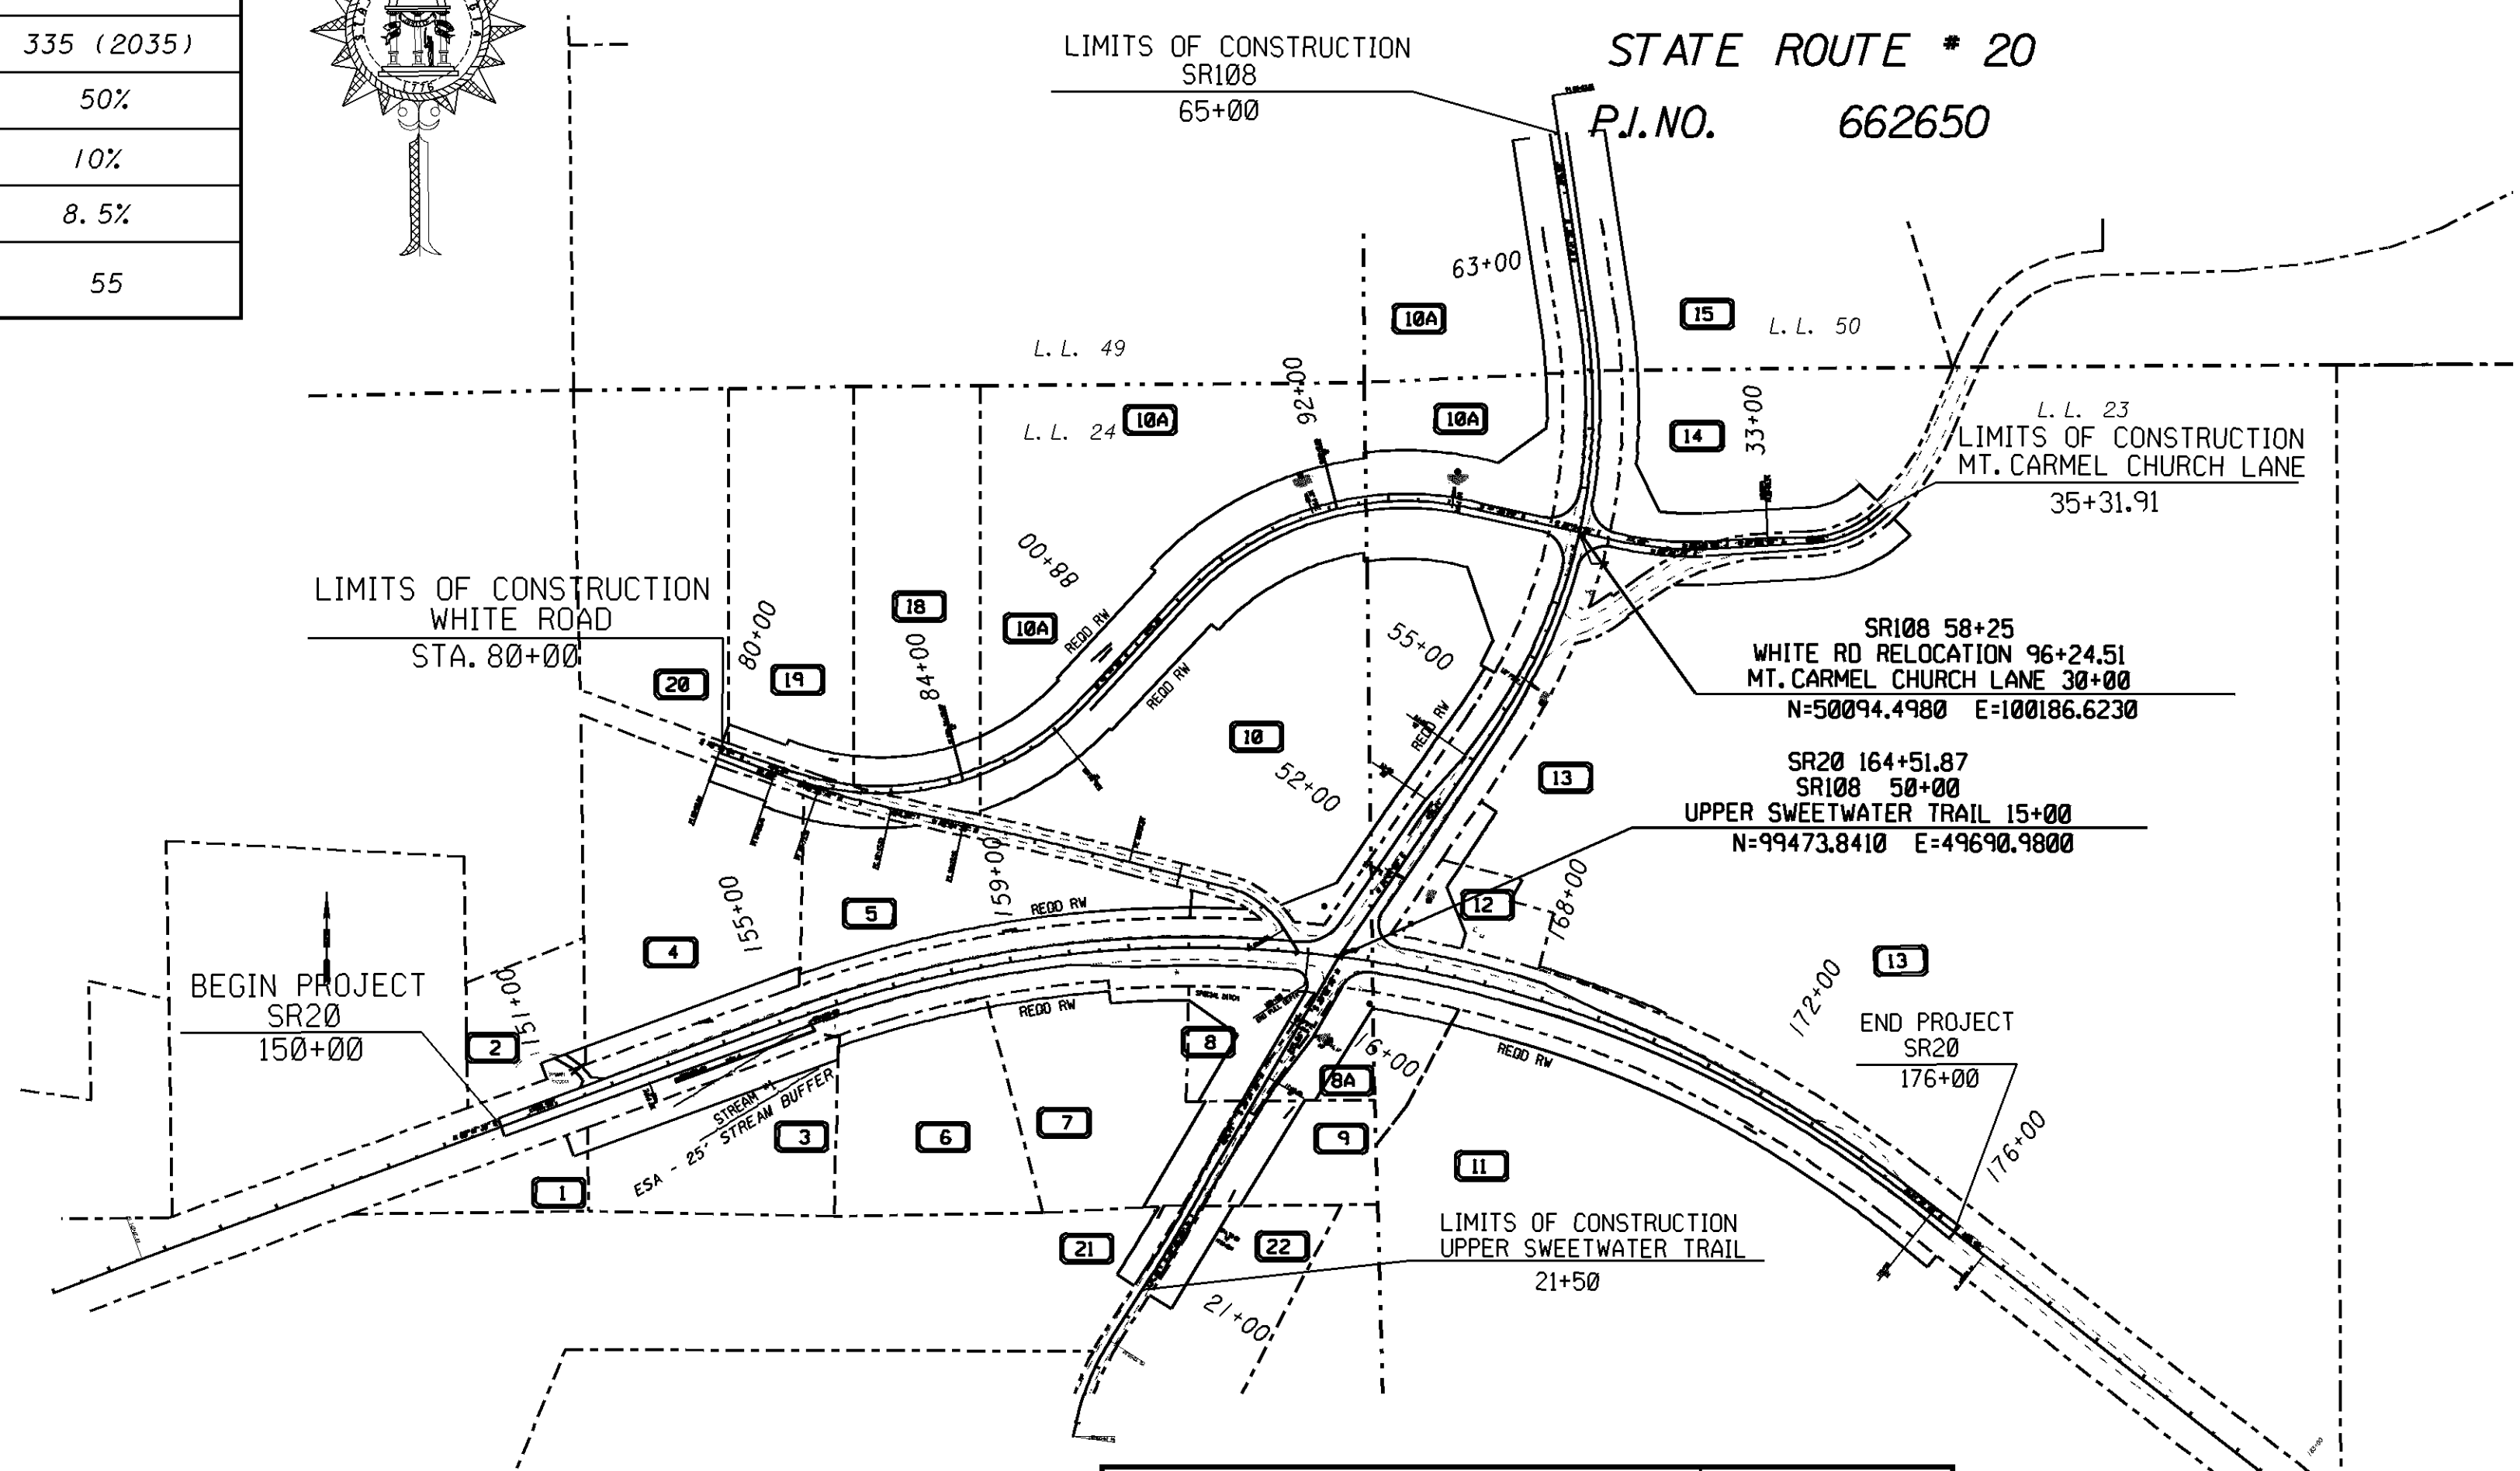 335 (2035)
50%
10%
8.5%
55
1776
LIMITS OF CONSTRUCTION
SR108
65+00
STATE ROUTE # 20
P.I.NO. 662650
63+00
10A
15
L.L. 50
L.L. 49
92+00
10A
L.L. 24
10A
14
33+00
L.L. 23
LIMITS OF CONSTRUCTION
MT.CARMEL CHURCH LANE
35+31.91
LIMITS OF CONSTRUCTION
WHITE ROAD
STA.80+00
80+00
20
19
18
84+00
10A
88+00
REQD RW
REQD RW
10
55+00
REQD RW
52+00
13
SR108 58+25
WHITE RD RELOCATION 96+24.51
MT.CARMEL CHURCH LANE 30+00
N=50094.4980 E=100186.6230
SR20 164+51.87
SR108 50+00
UPPER SWEETWATER TRAIL 15+00
N=99473.8410 E=49690.9800
12
168+00
13
172+00
155+00
159+00
5
4
REQD RW
BEGIN PROJECT
SR20
150+00
151+00
2
REQD RW
SPECIAL DITCH
8
16+00
8A
REQD RW
END PROJECT
SR20
176+00
176+00
STREAM #1
ESA - 25' STREAM BUFFER
1
3
6
7
9
11
21
22
LIMITS OF CONSTRUCTION
UPPER SWEETWATER TRAIL
21+50
21+00